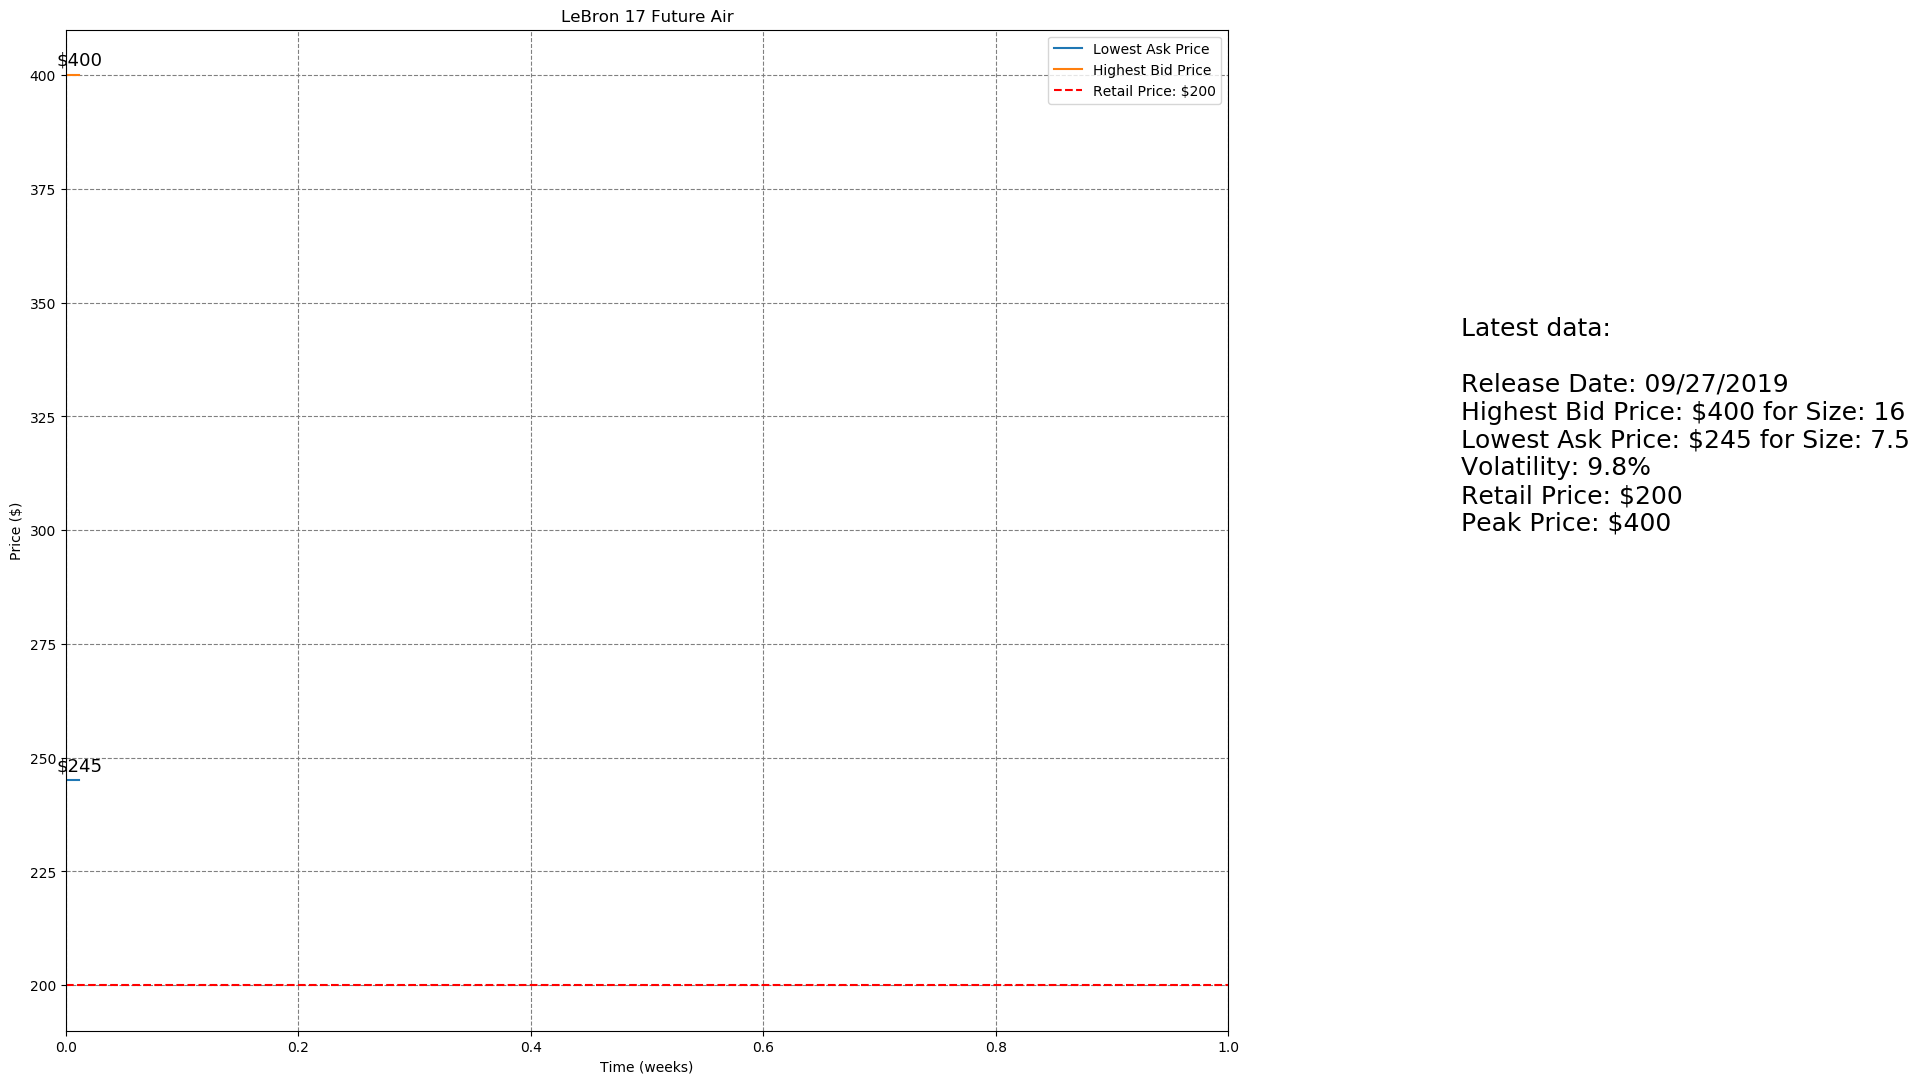 LeBron 17 Future Air
$400
Lowest Ask Price
Highest Bid Price
Retail Price: $200
400
375
350
325
300
275
250
225
200
$245
Price ($)
0.0
0.2
0.4
0.6
0.8
1.0
Time (weeks)
Latest data:
Release Date: 09/27/2019
Highest Bid Price: $400 for Size: 16
Lowest Ask Price: $245 for Size: 7.5
Volatility: 9.8%
Retail Price: $200
Peak Price: $400